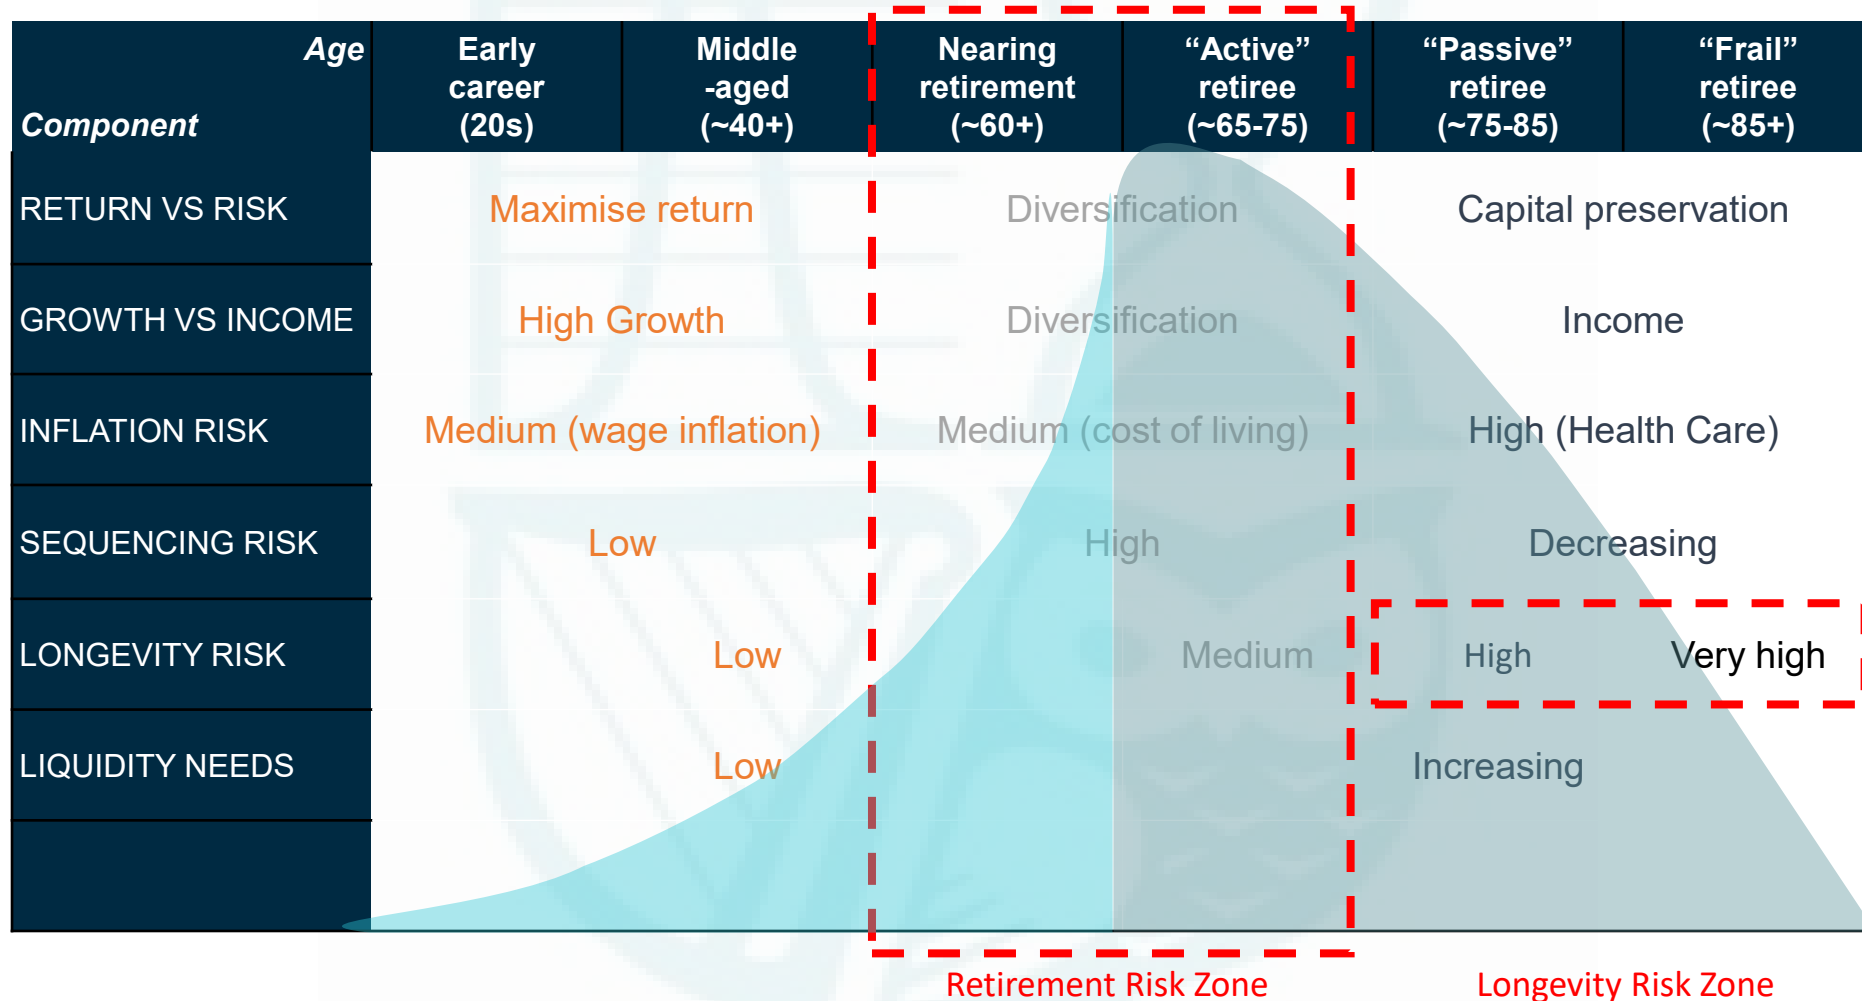 Age
Component
Early
career
(20s)
Middle
-aged
(~40+)
Nearing
retirement
(~60+)
“Active”
retiree
(~65-75)
“Passive”
retiree
(~75-85)
“Frail”
retiree
(~85+)
RETURN VS RISK
Maximise return
Diversification
Capital preservation
GROWTH VS INCOME
High Growth
Diversification
Income
INFLATION RISK
Medium (wage inflation)
Medium (cost of living)
High (Health Care)
SEQUENCING RISK
Low
High
Decreasing
LONGEVITY RISK
Low
Medium
High
Very high
LIQUIDITY NEEDS
Low
Increasing
Retirement Risk Zone
Longevity Risk Zone